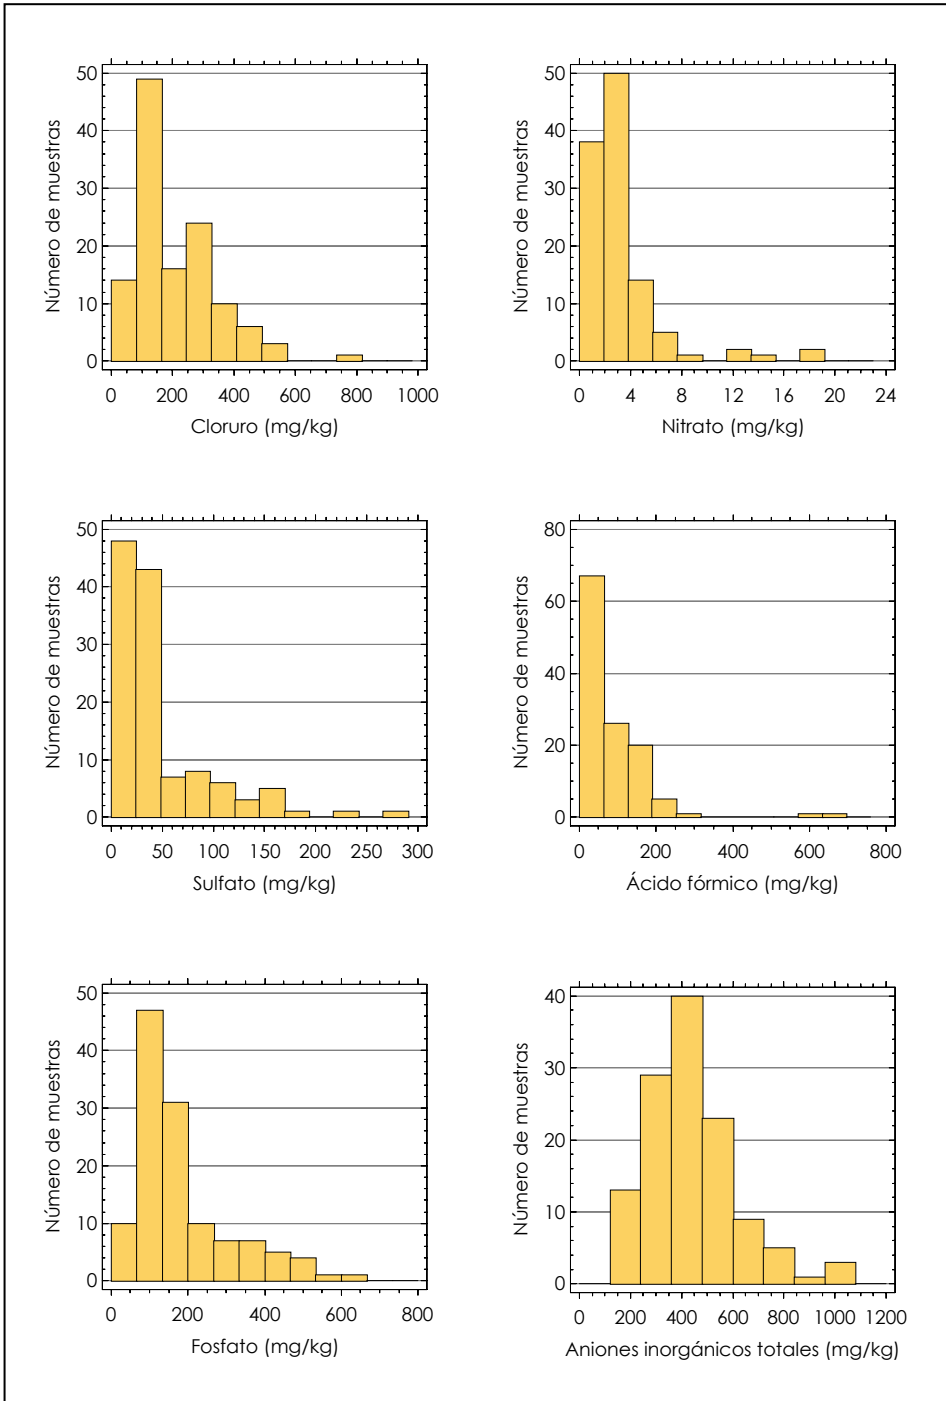 Número de muestras
50
40
30
20
10
0
0 200 400 600 800 1000
Cloruro (mg/kg)
Número de muestras
50
40
30
20
10
0
0 4 8 12 16 20 24
Nitrato (mg/kg)
Número de muestras
50
40
30
20
10
0
0 50 100 150 200 250 300
Sulfato (mg/kg)
Número de muestras
80
60
40
20
0
0 200 400 600 800
Ácido fórmico (mg/kg)
Número de muestras
50
40
30
20
10
0
0 200 400 600 800
Fosfato (mg/kg)
Número de muestras
40
30
20
10
0
0 200 400 600 800 1000 1200
Aniones inorgánicos totales (mg/kg)